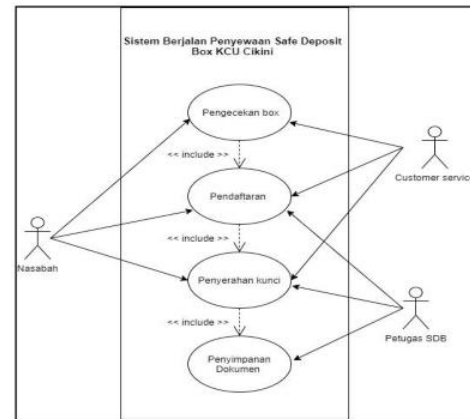 Sistem Berjalan Penyewaan Safe Deposit
Box KCU Cikini
Pengecekan box
<< include >>
Customer service
Pendaftaran
<< include >>
Nasabah
Penyerahan kunci
<< include >>
Petugas SDB
Penyimpanan
Dokumen